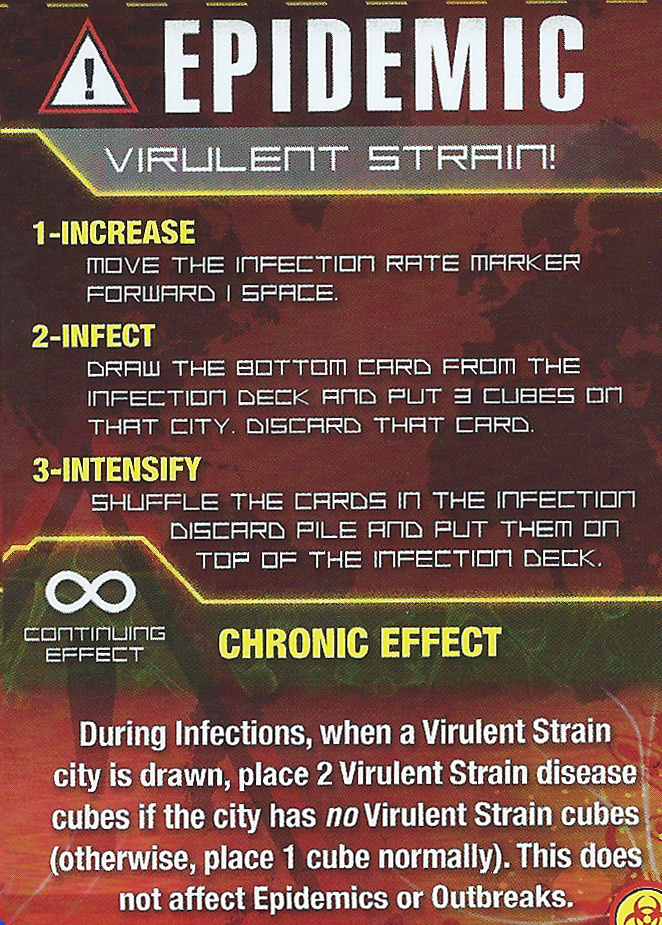 EPIDEMIC
VIRULENT STRAIN!
1-INCREASE
MOVE THE INFECTION RATE MARKER
FORWARD 1 SPACE.
2-INFECT
DRAW THE BOTTOM CARD FROM THE
INFECTION DECK AND PUT 3 CUBES ON
THAT CITY. DISCARD THAT CARD.
3-INTENSIFY
SHUFFLE THE CARDS IN THE INFECTION
DISCARD PILE AND PUT THEM ON
TOP OF THE INFECTION DECK.
CONTINUING
EFFECT
CHRONIC EFFECT
During Infections, when a Virulent Strain
city is drawn, place 2 Virulent Strain disease
cubes if the city has no Virulent Strain cubes
(otherwise, place 1 cube normally). This does
not affect Epidemics or Outbreaks.